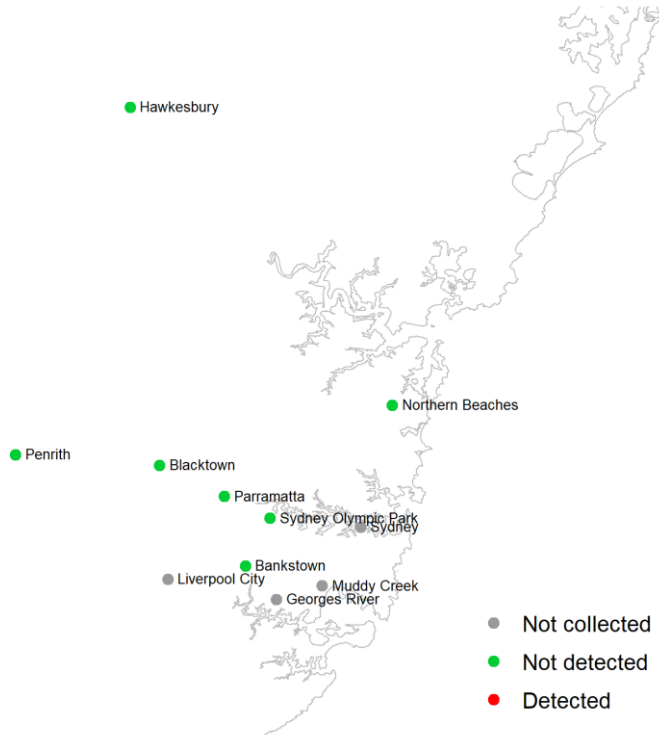 Hawkesbury
Northern Beaches
Penrith
Blacktown
Parramatta
Sydney Olympic Park
Sydney
Bankstown
Liverpool City
Muddy Creek
Georges River
Not collected
Not detected
Detected